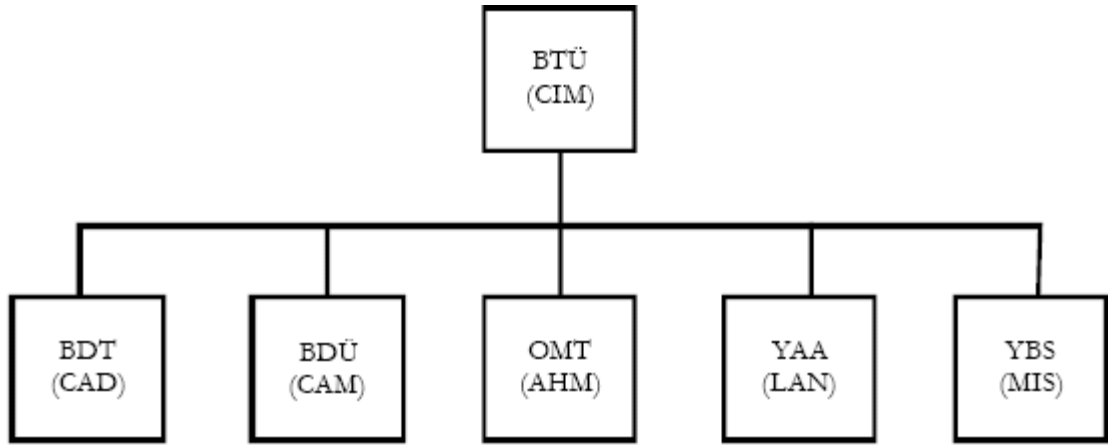 BTÜ
(CIM)
BDT
(CAD)
BDÜ
(CAM)
OMT
(AHM)
YAA
(LAN)
YBS
(MIS)